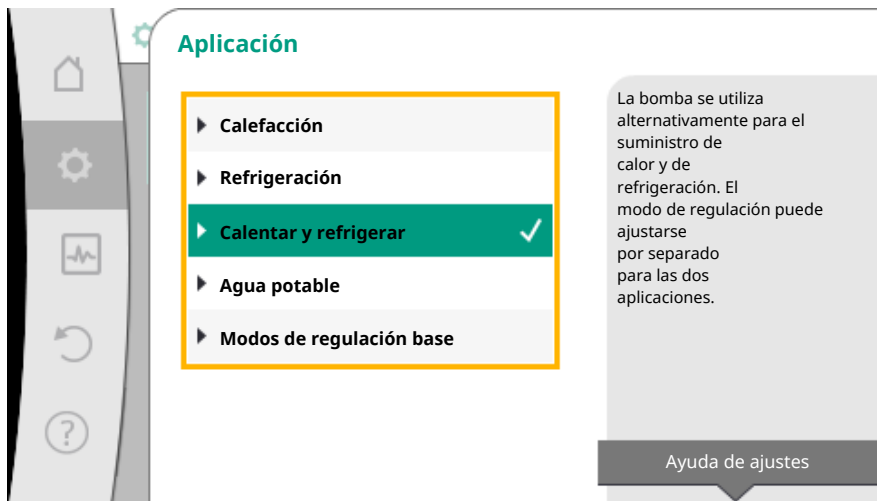 Aplicación
Calefacción
Refrigeración
Calentar y refrigerar
Agua potable
Modos de regulación base
La bomba se utiliza
alternativamente para el
suministro de
calor y de
refrigeración. El
modo de regulación puede
ajustarse
por separado
para las dos
aplicaciones.
Ayuda de ajustes